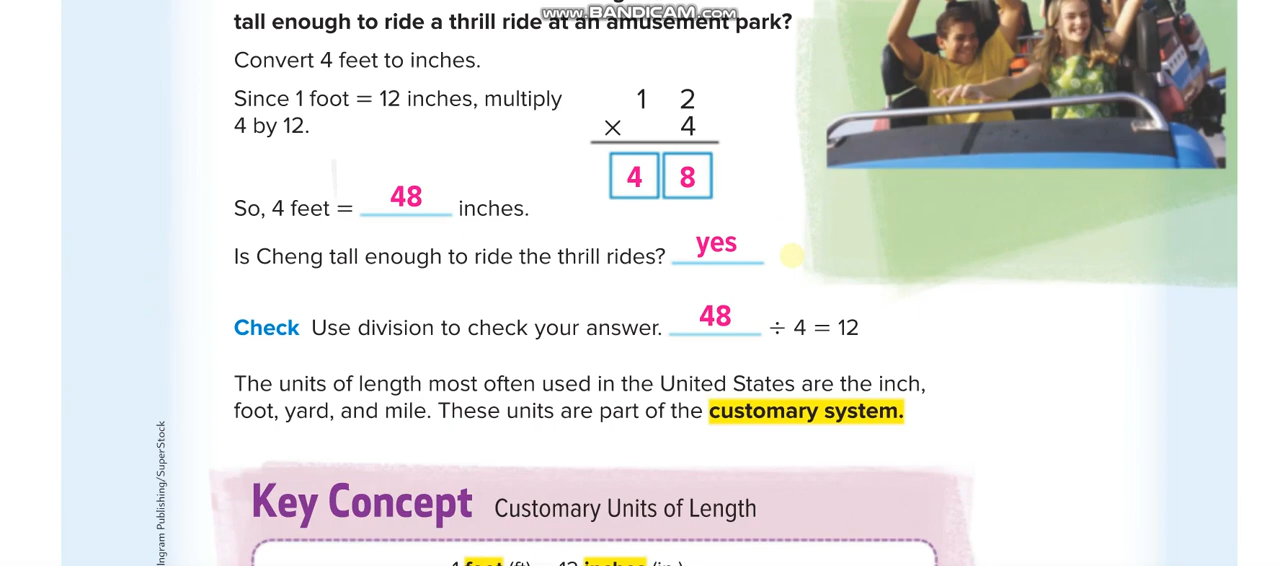 www.BANDICAM.com
tall enough to ride a thrill ride at an amusement park?
Convert 4 feet to inches.
Since 1 foot = 12 inches, multiply
4 by 12.
1 2
× 4
4 8
So, 4 feet = 48 inches.
Is Cheng tall enough to ride the thrill rides? yes
Check Use division to check your answer. 48 ÷ 4 = 12
The units of length most often used in the United States are the inch,
foot, yard, and mile. These units are part of the customary system.
Ingram Publishing/SuperStock
Key Concept Customary Units of Length